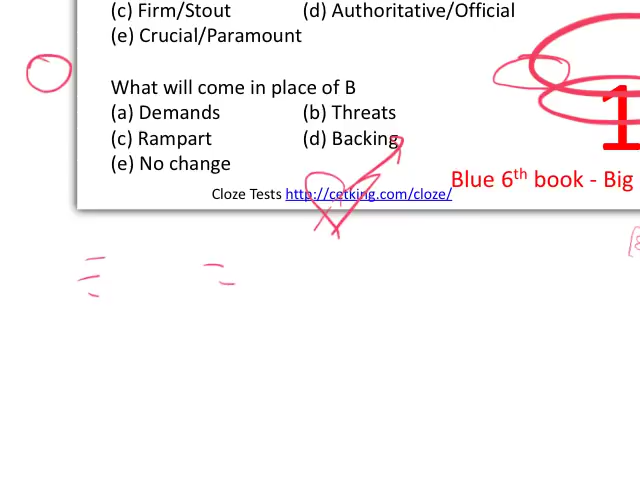 (c) Firm/Stout (d) Authoritative/Official
(e) Crucial/Paramount
What will come in place of B
(a) Demands (b) Threats
(c) Rampart (d) Backing
(e) No change
1
Blue 6th book - Big
Cloze Tests http://cetking.com/cloze/